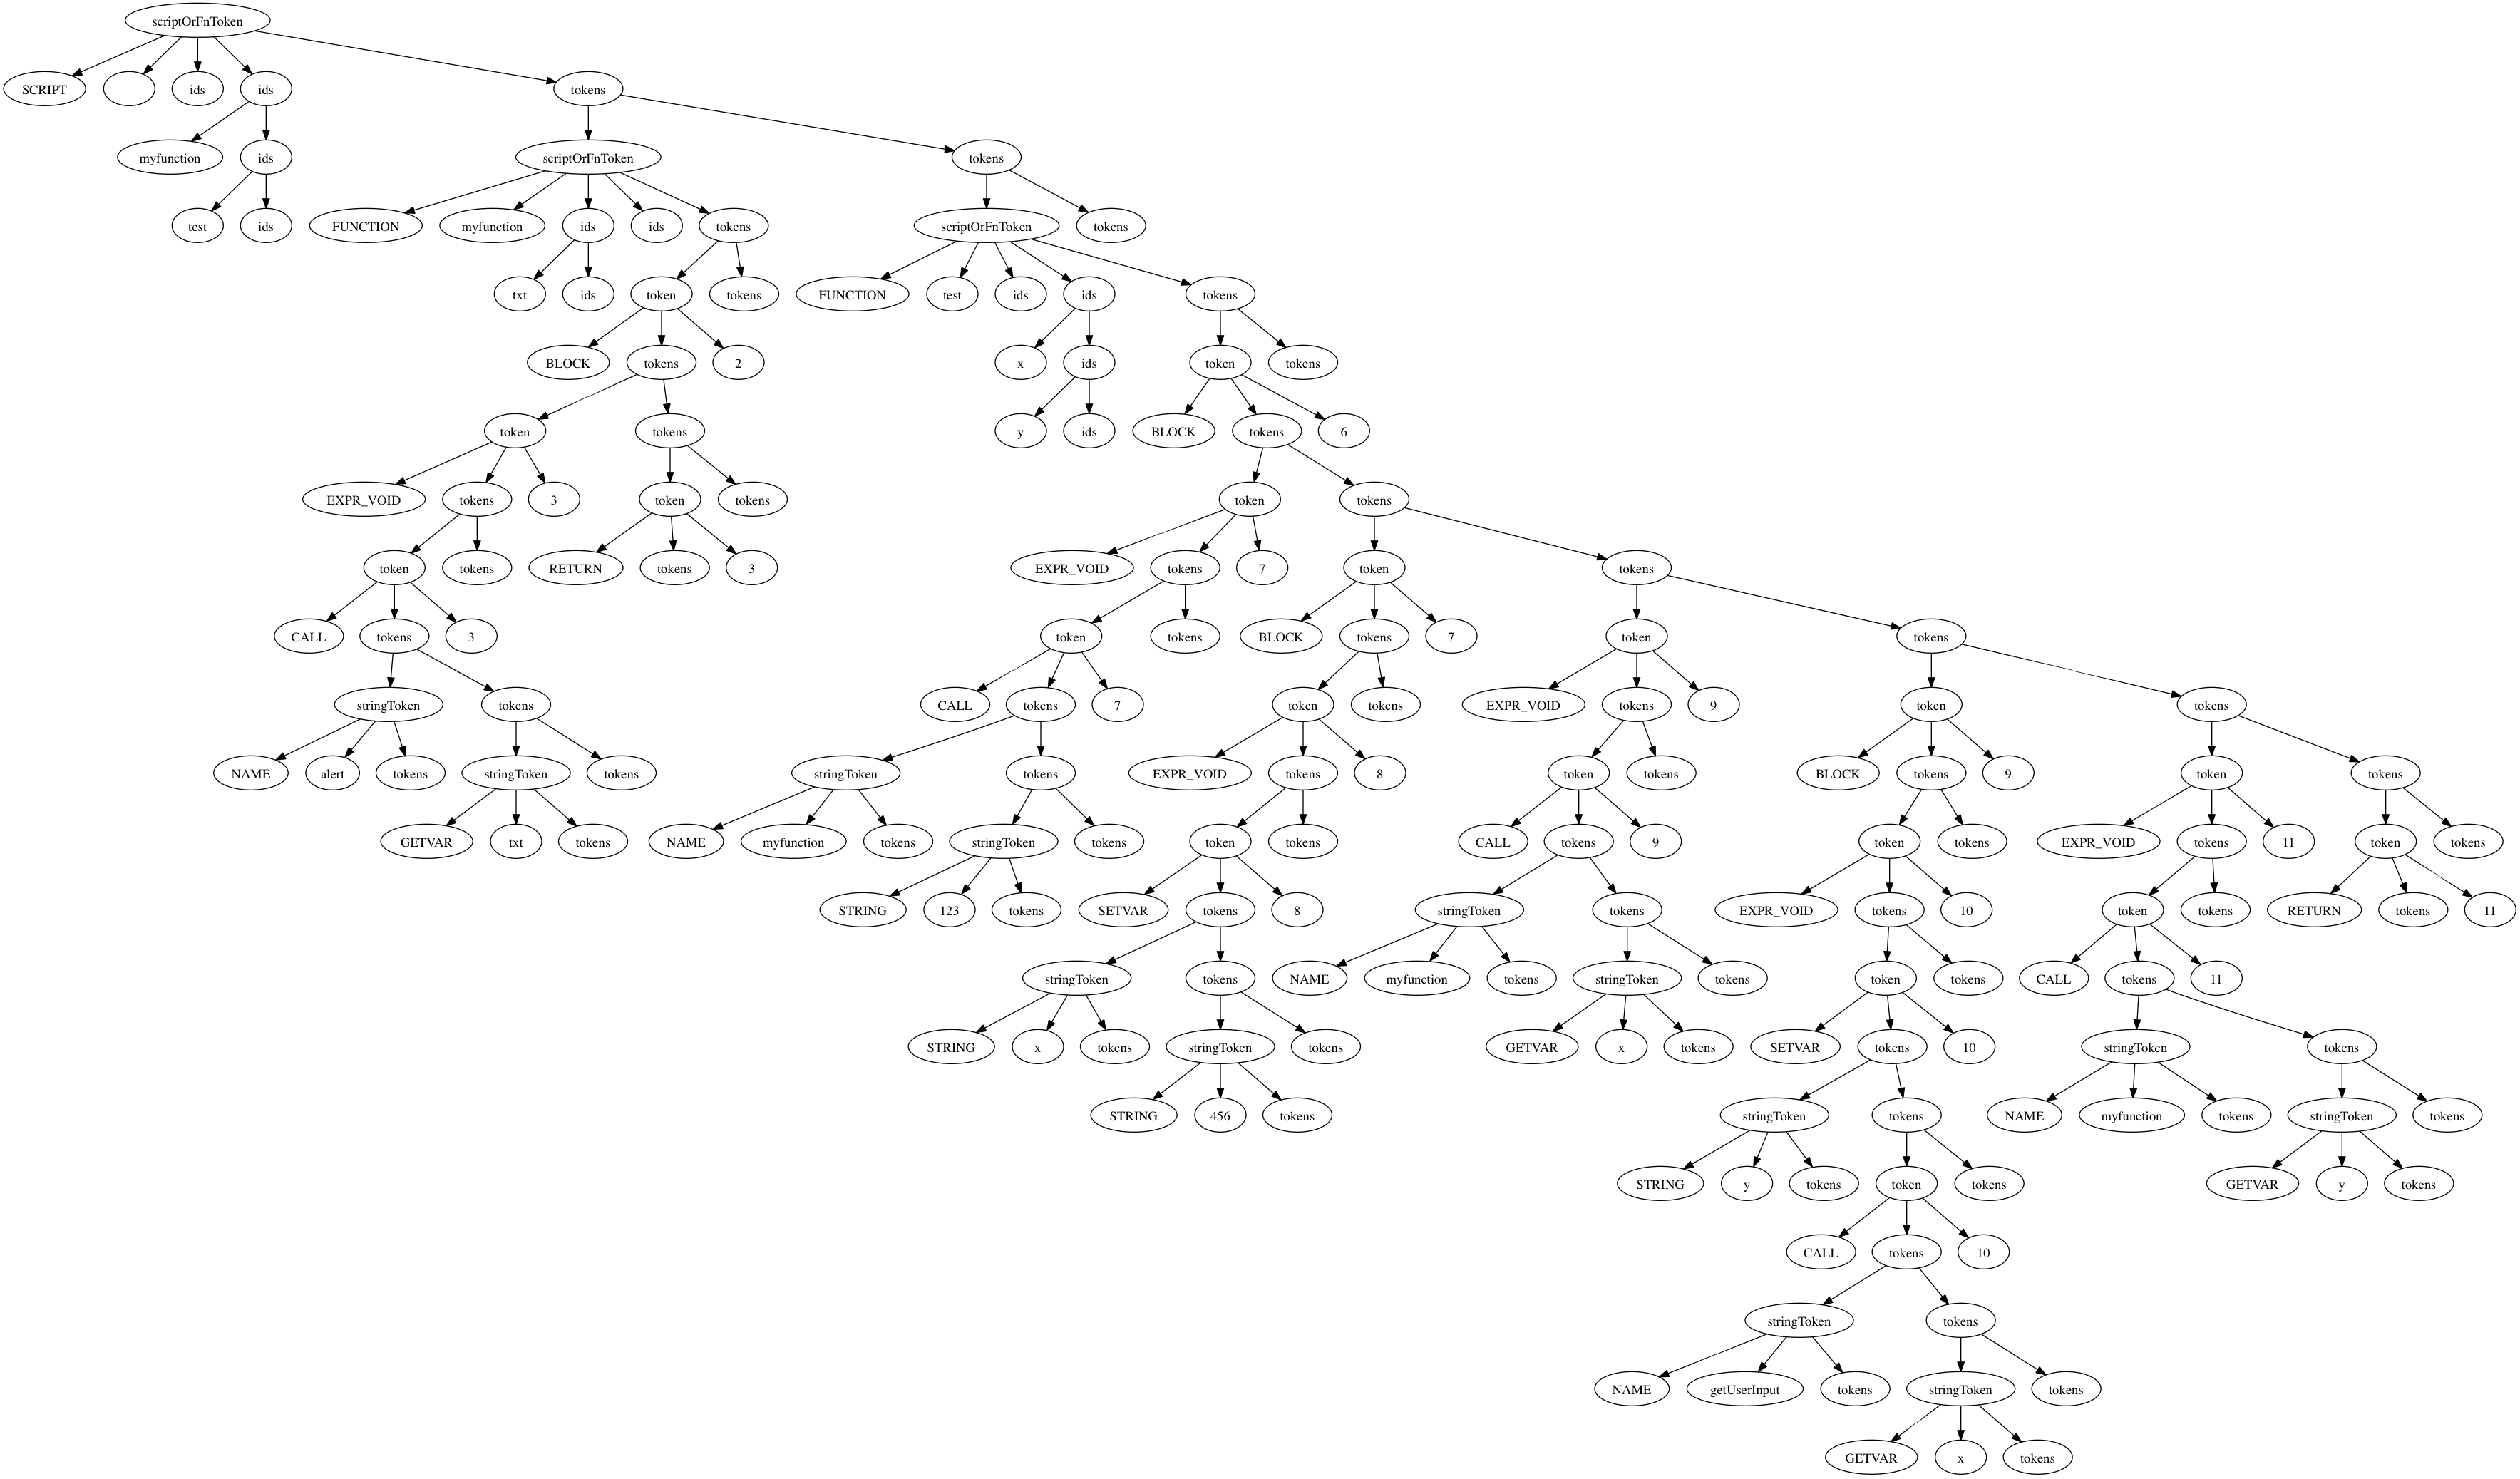 scriptOrFnToken
SCRIPT ids ids tokens
myfunction ids scriptOrFnToken tokens
test ids FUNCTION myfunction ids ids tokens scriptOrFnToken tokens
txt ids token tokens FUNCTION test ids ids tokens
BLOCK tokens 2 x ids token tokens
token tokens y ids BLOCK tokens 6
EXPR_VOID tokens 3 token tokens token tokens
token tokens RETURN tokens 3 EXPR_VOID tokens 7 token tokens
CALL tokens 3 token tokens BLOCK tokens 7 token tokens
stringToken tokens CALL tokens 7 token tokens EXPR_VOID tokens 9 token tokens
NAME alert tokens stringToken tokens stringToken tokens EXPR_VOID tokens 8 token tokens BLOCK tokens 9 token tokens
GETVAR txt tokens NAME myfunction tokens stringToken tokens token tokens CALL tokens 9 token tokens EXPR_VOID tokens 11 token tokens
STRING 123 tokens SETVAR tokens 8 stringToken tokens EXPR_VOID tokens 10 token tokens RETURN tokens 11
stringToken tokens NAME myfunction tokens stringToken tokens token tokens CALL tokens 11
STRING x tokens stringToken tokens GETVAR x tokens SETVAR tokens 10 stringToken tokens
STRING 456 tokens stringToken tokens NAME myfunction tokens stringToken tokens
STRING y tokens token tokens GETVAR y tokens
CALL tokens 10
stringToken tokens
NAME getUserInput tokens stringToken tokens
GETVAR x tokens